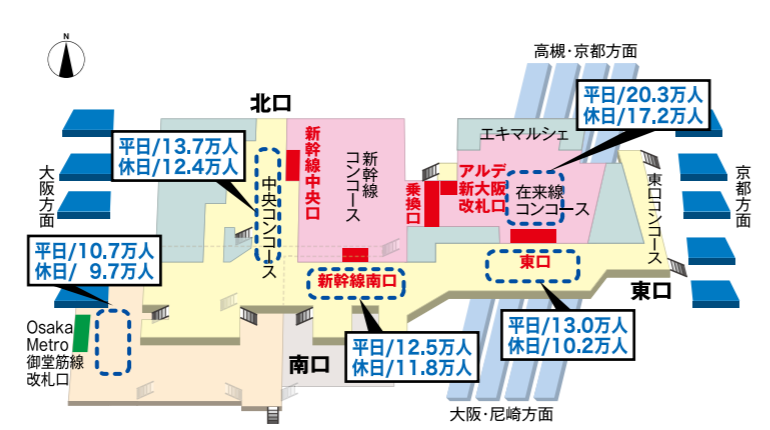 N
高槻・京都方面
北口
平日/20.3万人
休日/17.2万人
平日/13.7万人
休日/12.4万人
エキマルシェ
大阪方面
新幹線中央口
新幹線
コンコース
中央コンコース
乗換口
アルデ
新大阪
改札口
在来線
コンコース
東口コンコース
京都方面
平日/10.7万人
休日/ 9.7万人
新幹線南口
東口
東口
Osaka
Metro
御堂筋線
改札口
南口
平日/12.5万人
休日/11.8万人
平日/13.0万人
休日/10.2万人
大阪・尼崎方面